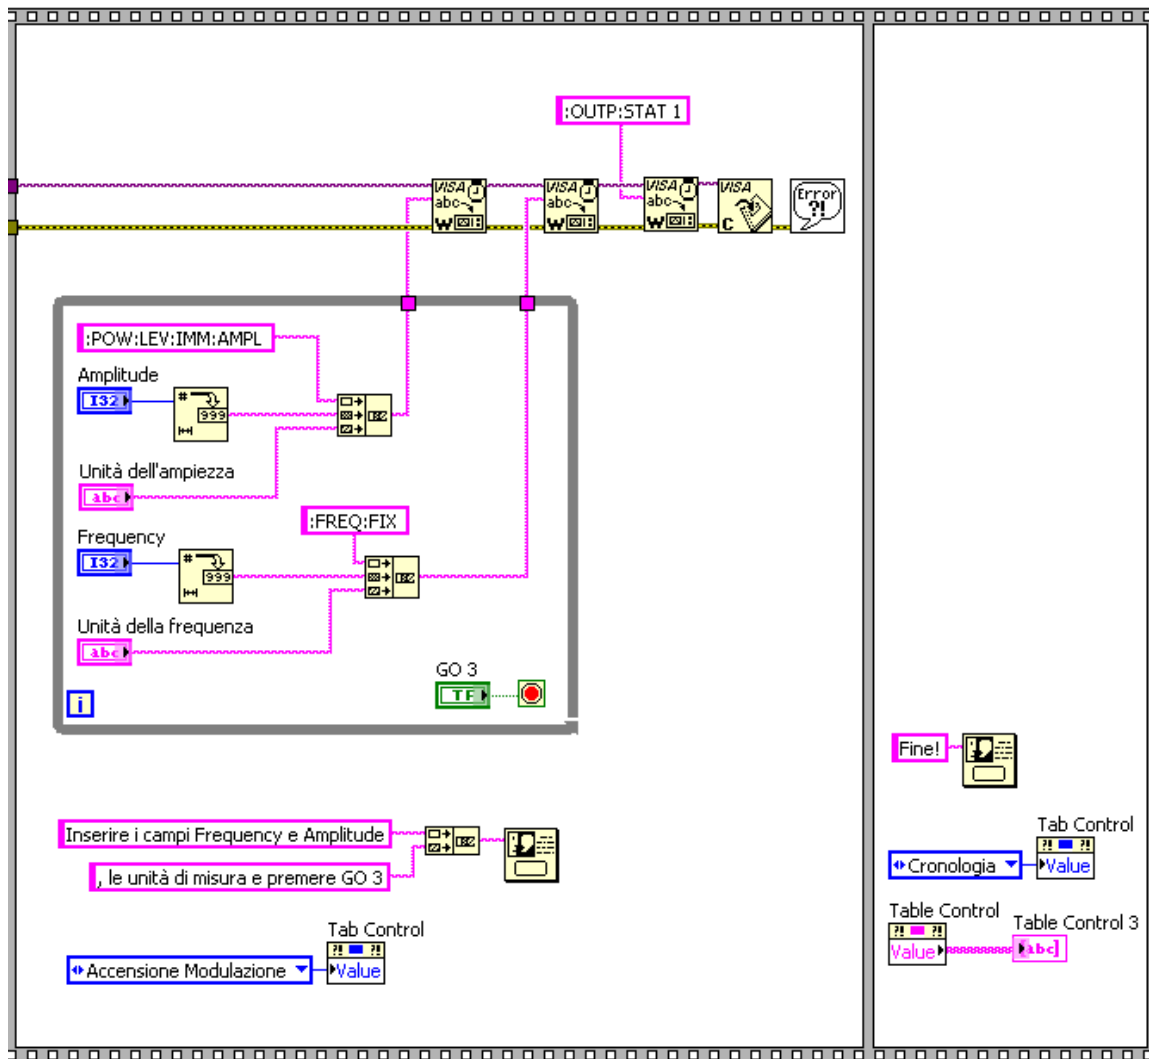 :OUTP:STAT 1
VISA
abc
W
VISA
abc
W
VISA
abc
W
VISA
C
Error
?!
:POW:LEV:IMM:AMPL
Amplitude
I32
#
999
Unità dell'ampiezza
abc
:FREQ:FIX
Frequency
I32
#
999
Unità della frequenza
abc
GO 3
TF
i
Fine!
Inserire i campi Frequency e Amplitude
, le unità di misura e premere GO 3
Tab Control
?! ?!
Cronologia
Value
Tab Control
?! ?!
Accensione Modulazione
Value
Table Control
?! ?!
Value
Table Control 3
[abc]